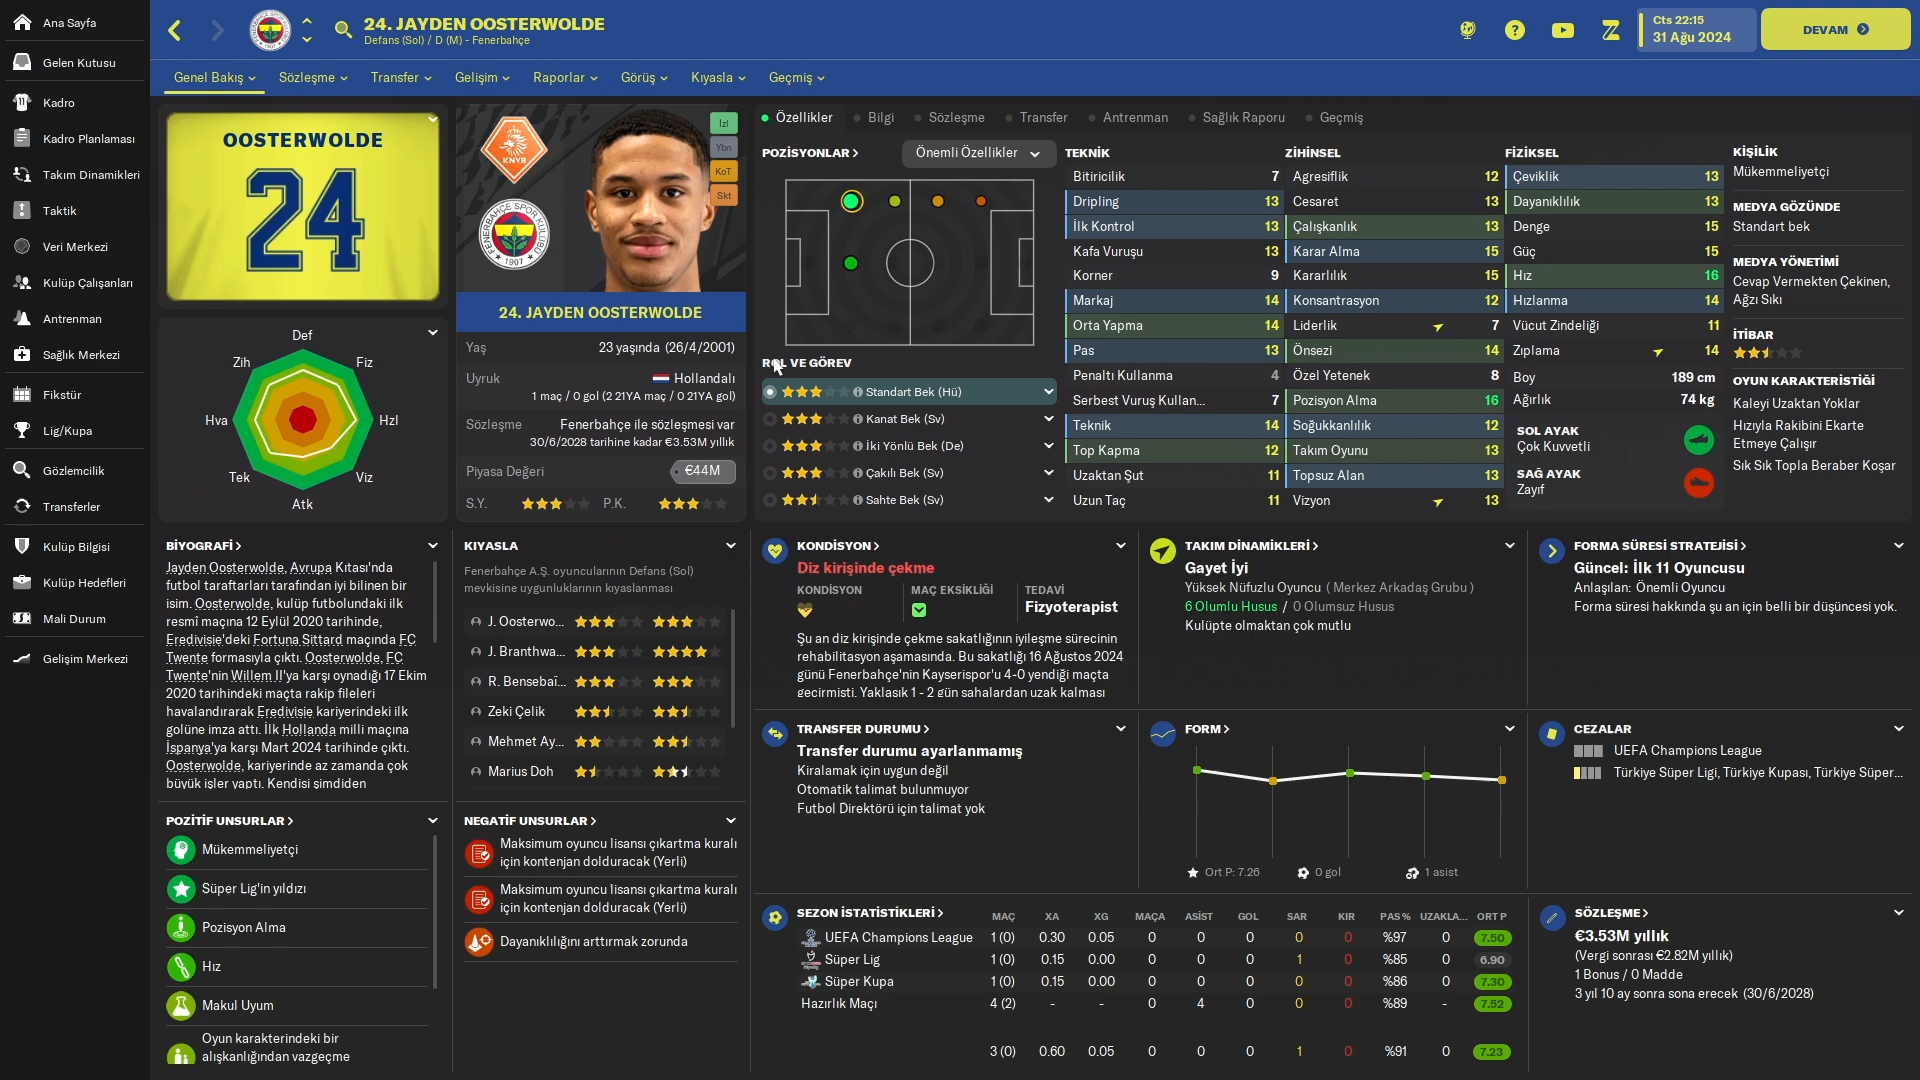 Ana Sayfa
Gelen Kutusu
Kadro
Kadro Planlaması
Takım Dinamikleri
Taktik
Veri Merkezi
Kulüp Çalışanları
Antrenman
Sağlık Merkezi
Fikstür
Lig/Kupa
Gözlemcilik
Transferler
Kulüp Bilgisi
Kulüp Hedefleri
Mali Durum
Gelişim Merkezi
24. JAYDEN OOSTERWOLDE
Defans (Sol) / D (M) - Fenerbahçe
Cts 22:15
31 Ağu 2024
DEVAM
Genel Bakış Sözleşme Transfer Gelişim Raporlar Görüş Kıyasla Geçmiş
OOSTERWOLDE
24
Def
Fiz
Hzl
Viz
Atk
Tek
Hva
Zih
KNVB
FENERBAHÇE SPOR KULÜBÜ
1907
İzl
Ybn
KoT
Skt
24. JAYDEN OOSTERWOLDE
Yaş 23 yaşında (26/4/2001)
Uyruk Hollandalı
1 maç / 0 gol (2 21YA maç / 0 21YA gol)
Sözleşme Fenerbahçe ile sözleşmesi var
30/6/2028 tarihine kadar €3.53M yıllık
Piyasa Değeri €44M
S.Y. P.K.
Özellikler Bilgi Sözleşme Transfer Antrenman Sağlık Raporu Geçmiş
POZİSYONLAR
Önemli Özellikler
ROL VE GÖREV
Standart Bek (Hü)
Kanat Bek (Sv)
İki Yönlü Bek (De)
Çakılı Bek (Sv)
Sahte Bek (Sv)
TEKNİK
Bitiricilik 7
Dripling 13
İlk Kontrol 13
Kafa Vuruşu 13
Korner 9
Markaj 14
Orta Yapma 14
Pas 13
Penaltı Kullanma 4
Serbest Vuruş Kullan... 7
Teknik 14
Top Kapma 12
Uzaktan Şut 11
Uzun Taç 11
ZİHİNSEL
Agresiflik 12
Cesaret 13
Çalışkanlık 13
Karar Alma 15
Kararlılık 15
Konsantrasyon 12
Liderlik 7
Önsezi 14
Özel Yetenek 8
Pozisyon Alma 16
Soğukkanlılık 12
Takım Oyunu 13
Topsuz Alan 13
Vizyon 13
FİZİKSEL
Çeviklik 13
Dayanıklılık 13
Denge 15
Güç 15
Hız 16
Hızlanma 14
Vücut Zindeliği 11
Zıplama 14
Boy 189 cm
Ağırlık 74 kg
SOL AYAK
Çok Kuvvetli
SAĞ AYAK
Zayıf
KİŞİLİK
Mükemmeliyetçi
MEDYA GÖZÜNDE
Standart bek
MEDYA YÖNETİMİ
Cevap Vermekten Çekinen,
Ağzı Sıkı
İTİBAR
OYUN KARAKTERİSTİĞİ
Kaleyi Uzaktan Yoklar
Hızıyla Rakibini Ekarte
Etmeye Çalışır
Sık Sık Topla Beraber Koşar
BİYOGRAFİ
Jayden Oosterwolde, Avrupa Kıtası'nda
futbol taraftarları tarafından iyi bilinen bir
isim. Oosterwolde, kulüp futbolundaki ilk
resmî maçına 12 Eylül 2020 tarihinde,
Eredivisie'deki Fortuna Sittard maçında FC
Twente formasıyla çıktı. Oosterwolde, FC
Twente'nin Willem II'ya karşı oynadığı 17 Ekim
2020 tarihindeki maçta rakip fileleri
havalandırarak Eredivisie kariyerindeki ilk
golüne imza attı. İlk Hollanda milli maçına
İspanya'ya karşı Mart 2024 tarihinde çıktı.
Oosterwolde, kariyerinde az zamanda çok
büyük işler yaptı. Kendisi şimdiden
KIYASLA
Fenerbahçe A.Ş. oyuncularının Defans (Sol)
mevkisine uygunluklarının kıyaslanması
J. Oosterwo...
J. Branthwa...
R. Bensebaï...
Zeki Çelik
Mehmet Ay...
Marius Doh
KONDİSYON
Diz kirişinde çekme
KONDİSYON MAÇ EKSİKLİĞİ TEDAVİ
Fizyoterapist
Şu an diz kirişinde çekme sakatlığının iyileşme sürecinin
rehabilitasyon aşamasında. Bu sakatlığı 16 Ağustos 2024
günü Fenerbahçe'nin Kayserispor'u 4-0 yendiği maçta
geçirmişti. Yaklaşık 1 - 2 gün sahalardan uzak kalması
TAKIM DİNAMİKLERİ
Gayet İyi
Yüksek Nüfuzlu Oyuncu ( Merkez Arkadaş Grubu )
6 Olumlu Husus / 0 Olumsuz Husus
Kulüpte olmaktan çok mutlu
FORMA SÜRESİ STRATEJİSİ
Güncel: İlk 11 Oyuncusu
Anlaşılan: Önemli Oyuncu
Forma süresi hakkında şu an için belli bir düşüncesi yok.
TRANSFER DURUMU
Transfer durumu ayarlanmamış
Kiralamak için uygun değil
Otomatik talimat bulunmuyor
Futbol Direktörü için talimat yok
FORM
Ort P: 7.26 0 gol 1 asist
CEZALAR
UEFA Champions League
Türkiye Süper Ligi, Türkiye Kupası, Türkiye Süper...
POZİTİF UNSURLAR
Mükemmeliyetçi
Süper Lig'in yıldızı
Pozisyon Alma
Hız
Makul Uyum
Oyun karakterindeki bir
alışkanlığından vazgeçme
NEGATİF UNSURLAR
Maksimum oyuncu lisansı çıkartma kuralı
için kontenjan dolduracak (Yerli)
Maksimum oyuncu lisansı çıkartma kuralı
için kontenjan dolduracak (Yerli)
Dayanıklılığını arttırmak zorunda
SEZON İSTATİSTİKLERİ MAÇ XA XG MAÇA ASİST GOL SAR KIR PAS % UZAKLA... ORT P
UEFA Champions League 1 (0) 0.30 0.05 0 0 0 0 0 %97 0 7.50
Süper Lig 1 (0) 0.15 0.00 0 0 0 1 0 %85 0 6.90
Süper Kupa 1 (0) 0.15 0.00 0 0 0 0 0 %86 0 7.30
Hazırlık Maçı 4 (2) - - 0 4 0 0 0 %89 - 7.52
3 (0) 0.60 0.05 0 0 0 1 0 %91 0 7.23
SÖZLEŞME
€3.53M yıllık
(Vergi sonrası €2.82M yıllık)
1 Bonus / 0 Madde
3 yıl 10 ay sonra sona erecek (30/6/2028)